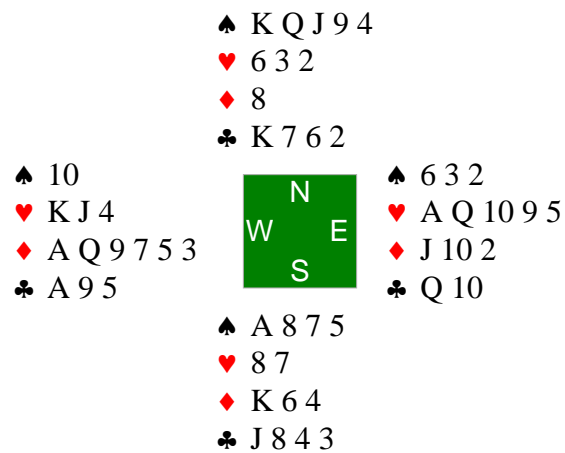 ♠ K Q J 9 4
♥ 6 3 2
♦ 8
♣ K 7 6 2
♠ 10
♥ K J 4
♦ A Q 9 7 5 3
♣ A 9 5
N
W E
S
♠ 6 3 2
♥ A Q 10 9 5
♦ J 10 2
♣ Q 10
♠ A 8 7 5
♥ 8 7
♦ K 6 4
♣ J 8 4 3